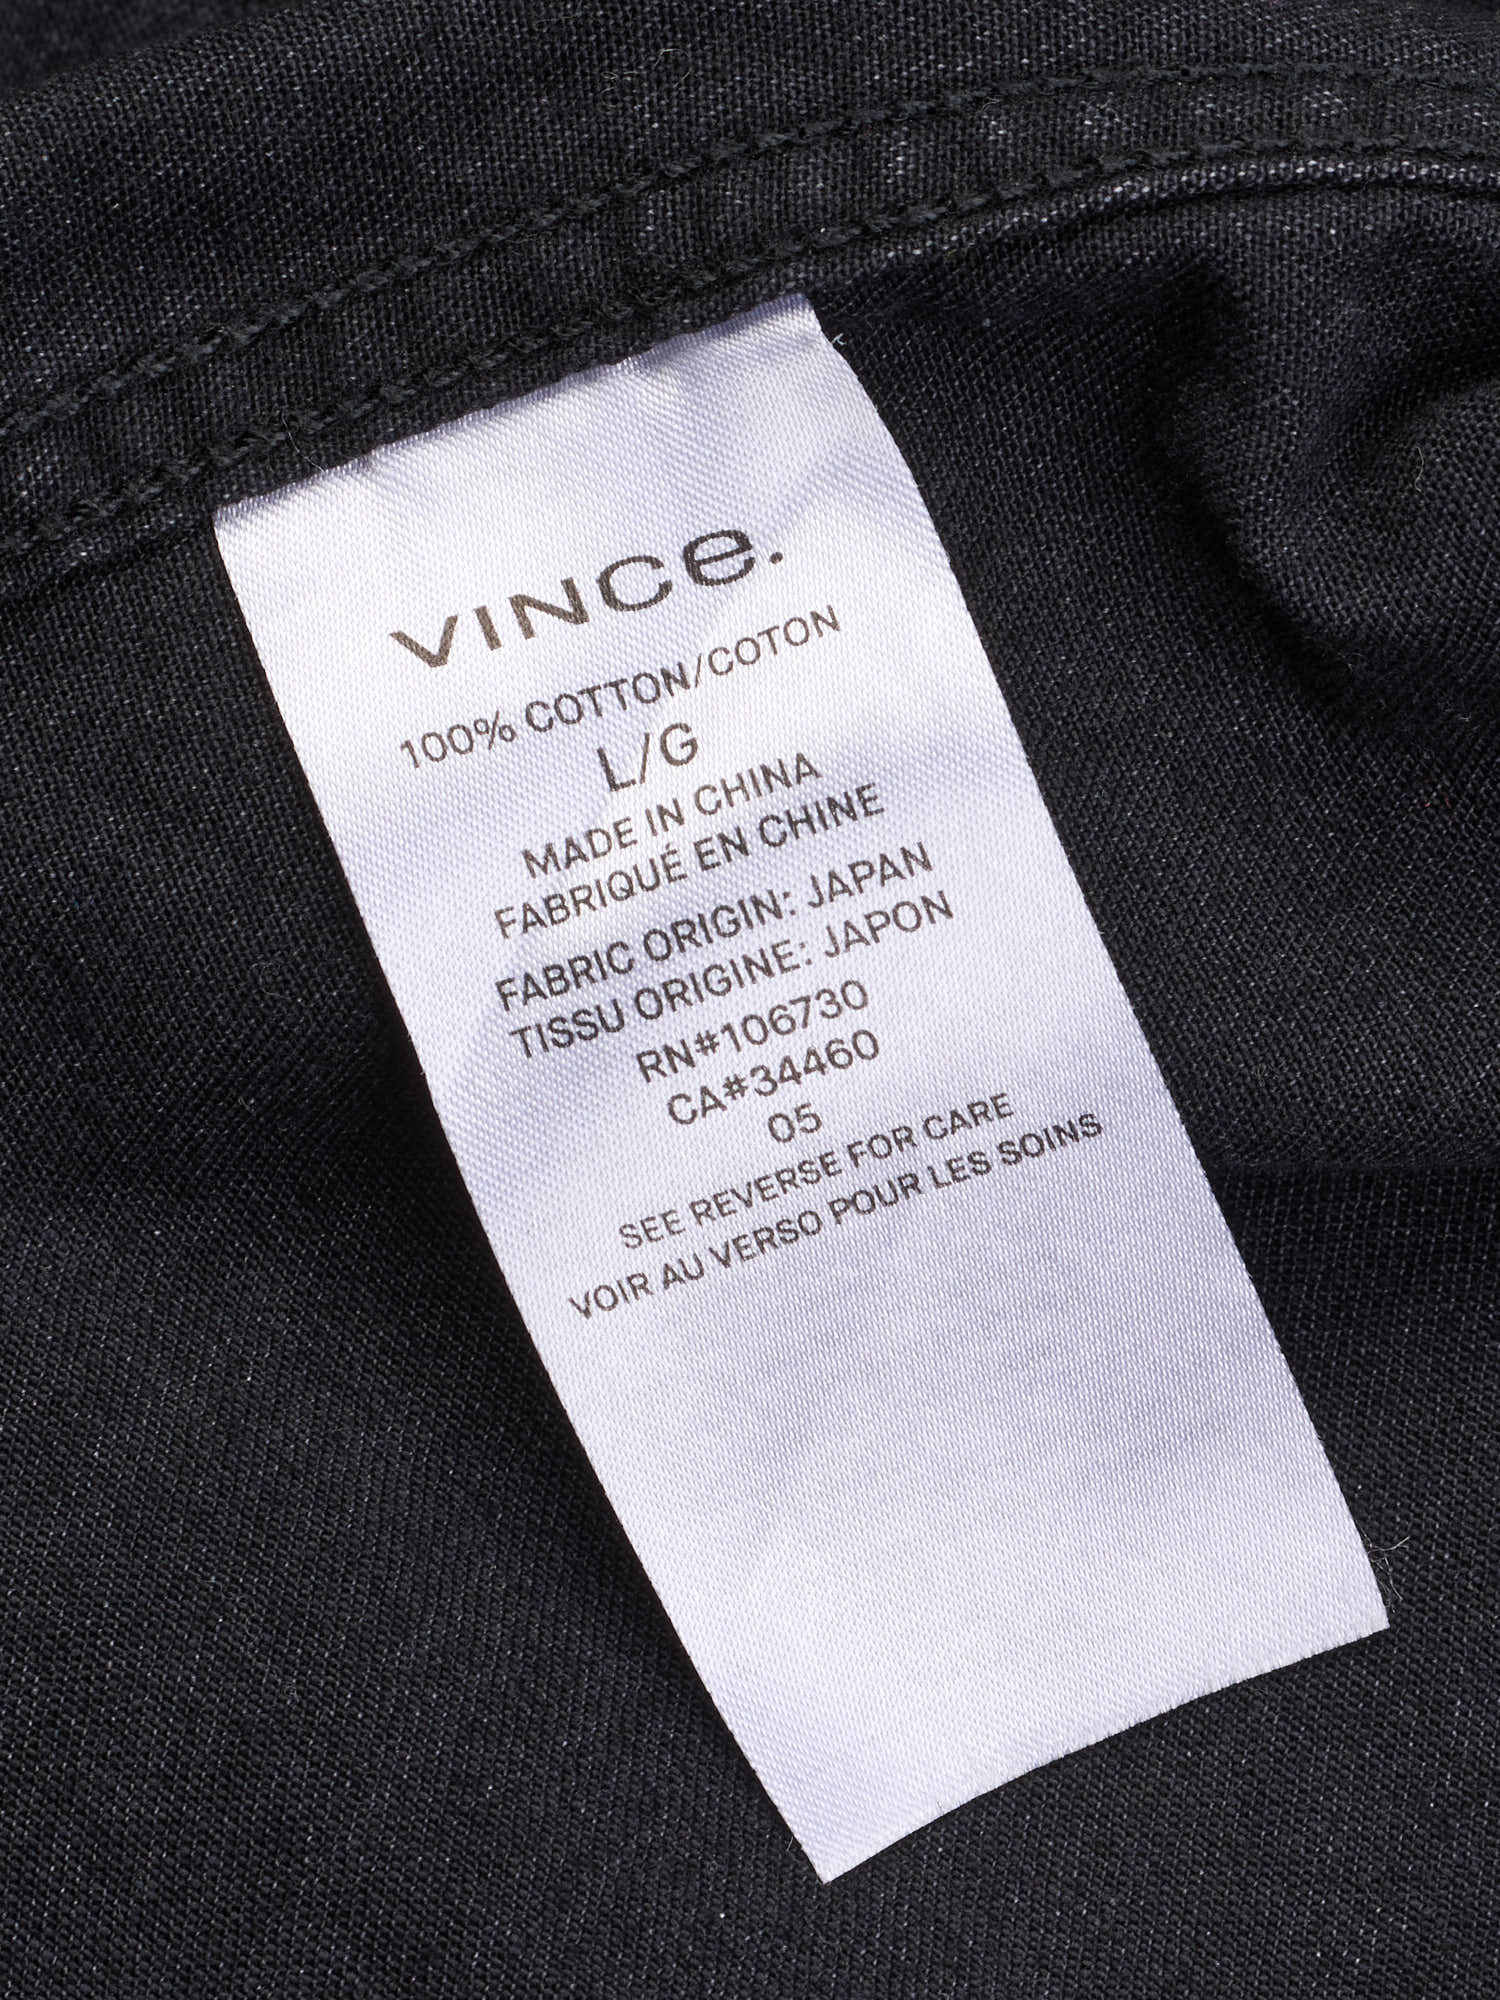 VINCe.
100% COTTON/COTON
L/G
MADE IN CHINA
FABRIQUÉ EN CHINE
FABRIC ORIGIN: JAPAN
TISSU ORIGINE: JAPON
RN#106730
CA#34460
05
SEE REVERSE FOR CARE
VOIR AU VERSO POUR LES SOINS